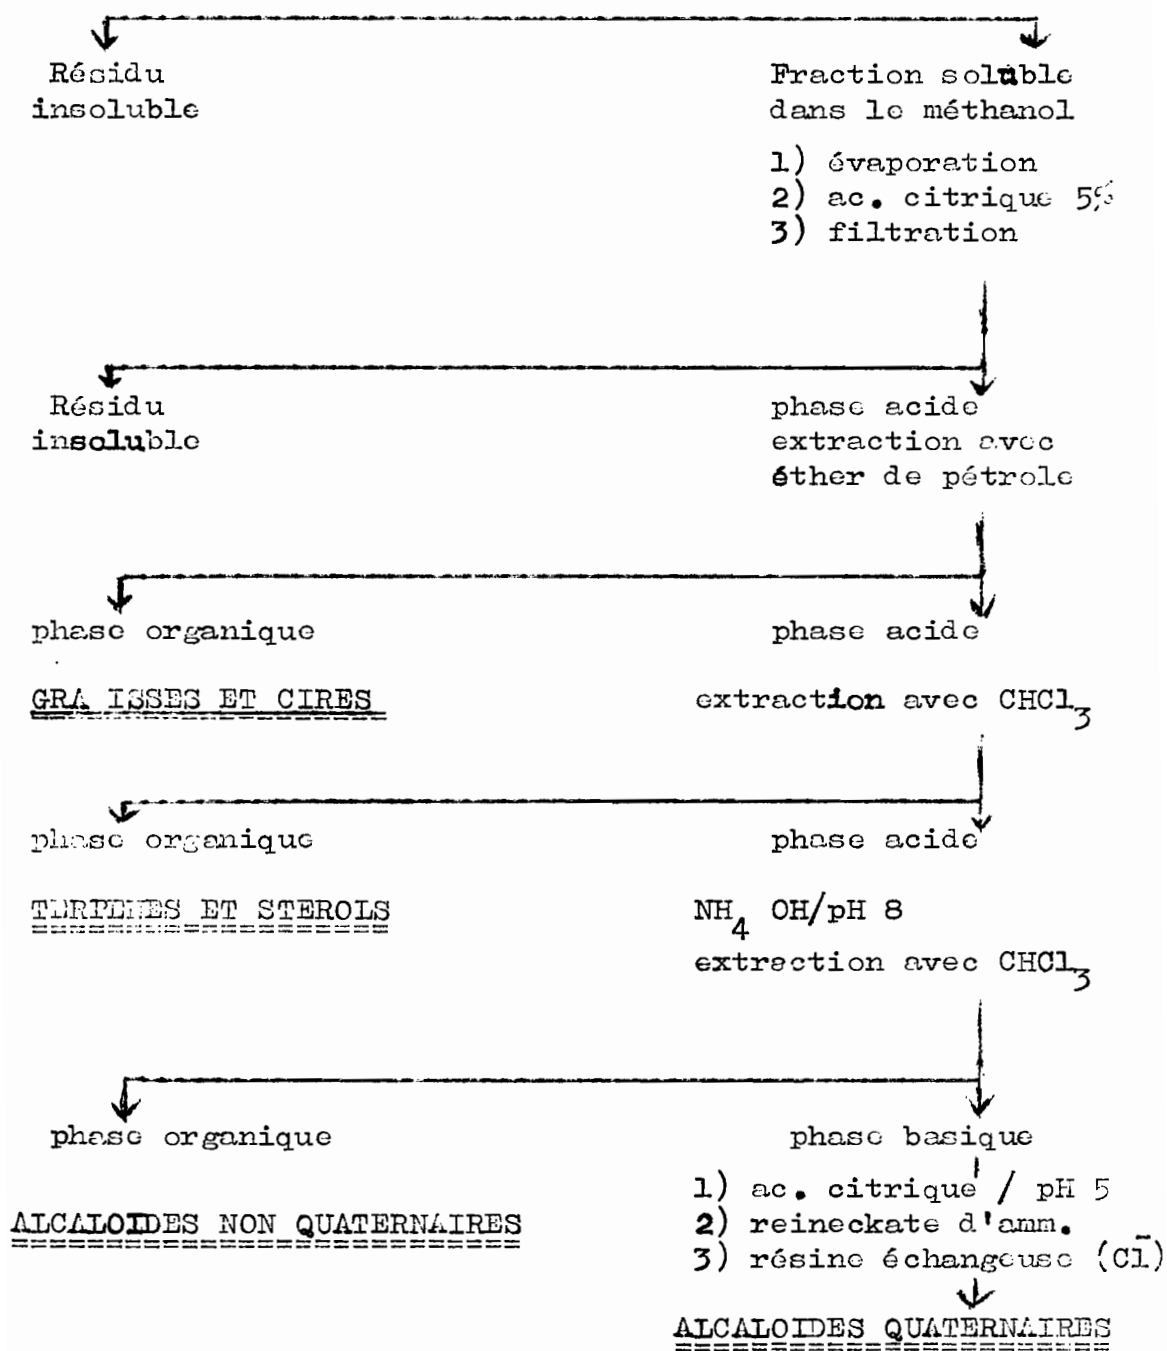 Résidu
insoluble
Fraction soluble
dans le méthanol
1) évaporation
2) ac. citrique 5%
3) filtration
Résidu
insoluble
phase acide
extraction avec
éther de pétrole
phase organique
GRA ISSES ET CIRES
phase acide
extraction avec CHCl3
phase organique
TERPENES ET STEROLS
phase acide
NH4 OH/pH 8
extraction avec CHCl3
phase organique
ALCALOIDES NON QUATERNAIRES
phase basique
1) ac. citrique / pH 5
2) reineckate d'amm.
3) résine échangeuse (Cl̄)
ALCALOIDES QUATERNAIRES